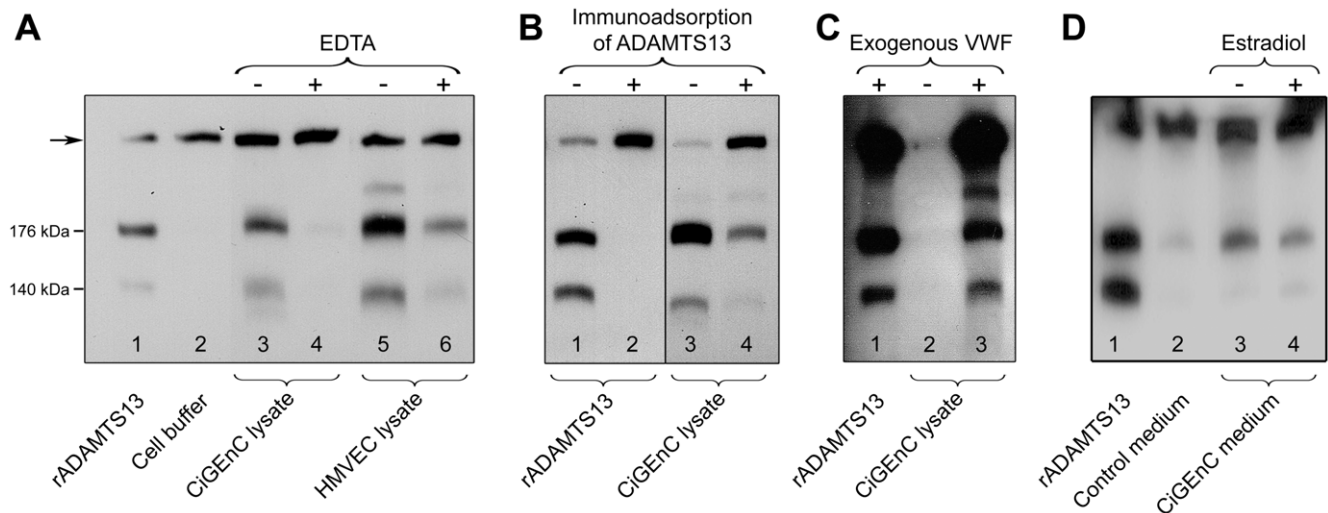 A
EDTA
- + - +
176 kDa
140 kDa
1 2 3 4 5 6
rADAMTS13
Cell buffer
CiGEnC lysate
HMVEC lysate
B
Immunoadsorption
of ADAMTS13
- + - +
1 2 3 4
rADAMTS13
CiGEnC lysate
C
Exogenous VWF
+ - +
1 2 3
rADAMTS13
CiGEnC lysate
D
Estradiol
- +
1 2 3 4
rADAMTS13
Control medium
CiGEnC medium